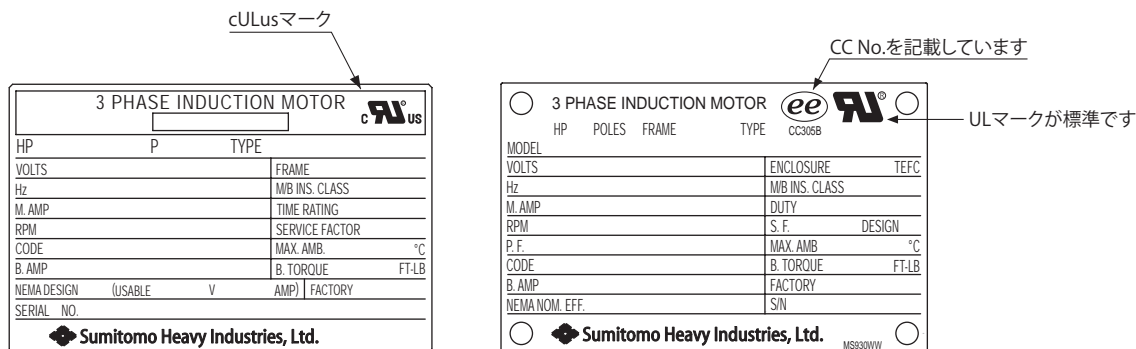 cULusマーク
3 PHASE INDUCTION MOTOR
c RU US
HP P TYPE
VOLTS FRAME
Hz M/B INS. CLASS
M. AMP TIME RATING
RPM SERVICE FACTOR
CODE MAX. AMB. °C
B. AMP B. TORQUE FT-LB
NEMA DESIGN (USABLE V AMP) FACTORY
SERIAL NO.
Sumitomo Heavy Industries, Ltd.
CC No.を記載しています
3 PHASE INDUCTION MOTOR ee RU ®
ULマークが標準です
HP POLES FRAME TYPE CC305B
MODEL
VOLTS ENCLOSURE TEFC
Hz M/B INS. CLASS
M. AMP DUTY
RPM S. F. DESIGN
P. F. MAX. AMB °C
CODE B. TORQUE FT-LB
B. AMP FACTORY
NEMA NOM. EFF. S/N
Sumitomo Heavy Industries, Ltd. MS930WW